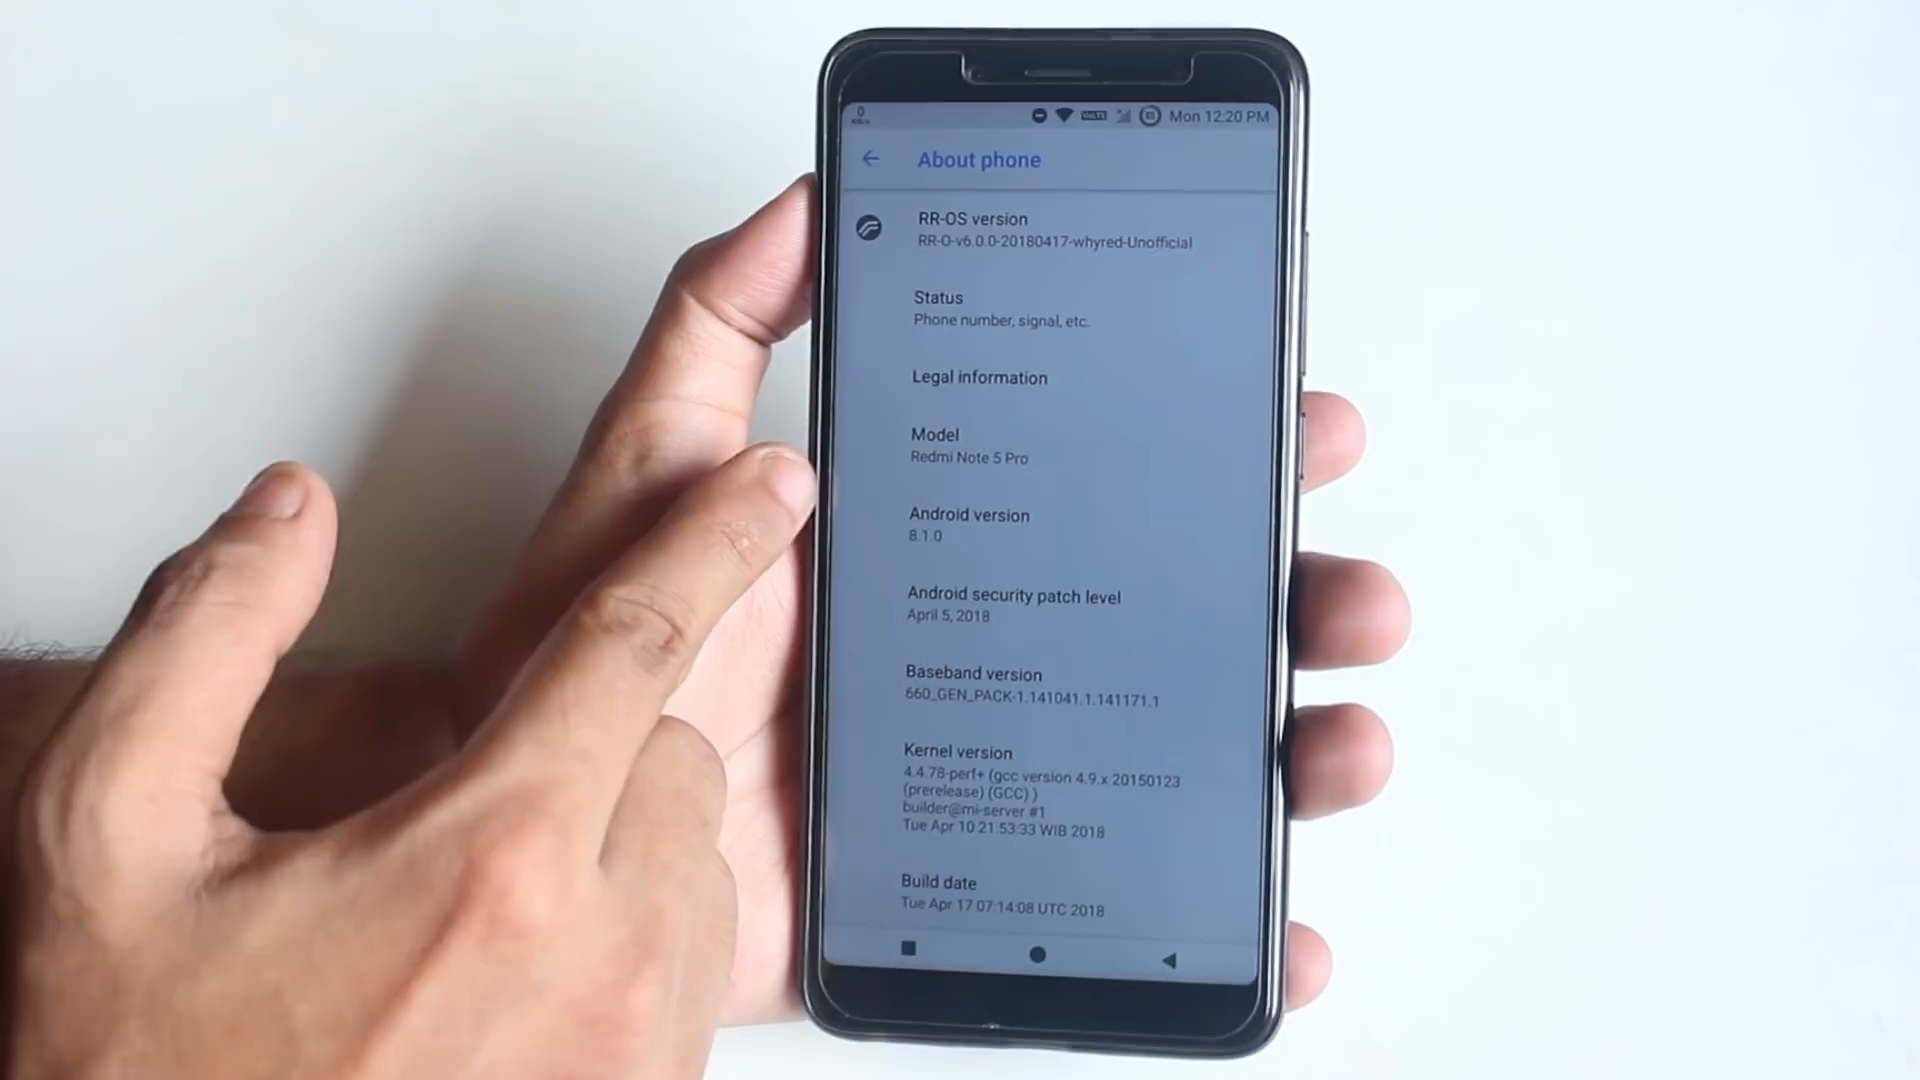 0
KB/s
VoLTE
85
Mon 12:20 PM
About phone
RR-OS version
RR-O-v6.0.0-20180417-whyred-Unofficial
Status
Phone number, signal, etc.
Legal information
Model
Redmi Note 5 Pro
Android version
8.1.0
Android security patch level
April 5, 2018
Baseband version
660_GEN_PACK-1.141041.1.141171.1
Kernel version
4.4.78-perf+ (gcc version 4.9.x 20150123
(prerelease) (GCC) )
builder@mi-server #1
Tue Apr 10 21:53:33 WIB 2018
Build date
Tue Apr 17 07:14:08 UTC 2018